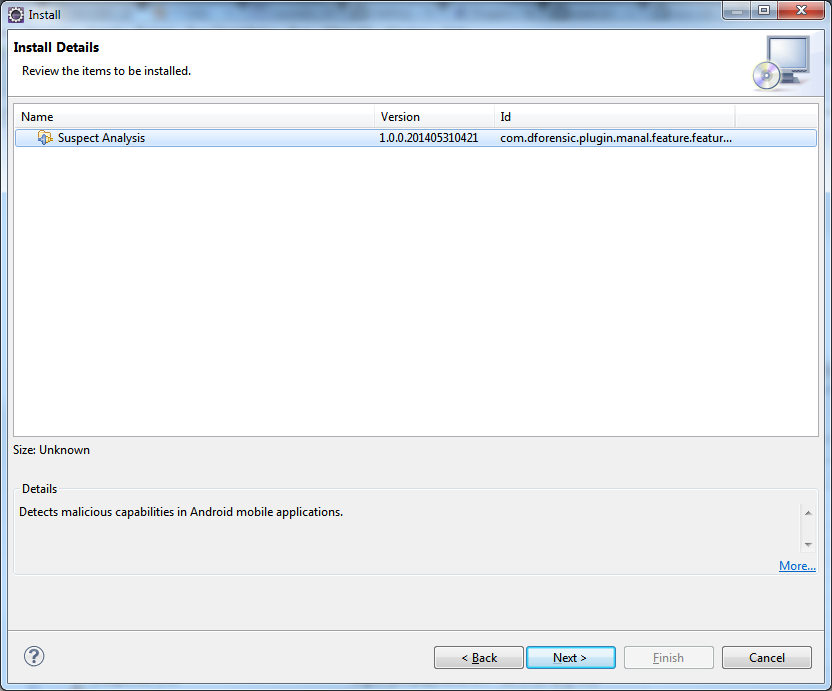 Install
Install Details
Review the items to be installed.
Name Version Id
Suspect Analysis 1.0.0.201405310421 com.dforensic.plugin.manal.feature.featur...
Size: Unknown
Details
Detects malicious capabilities in Android mobile applications.
More...
? < Back Next > Finish Cancel